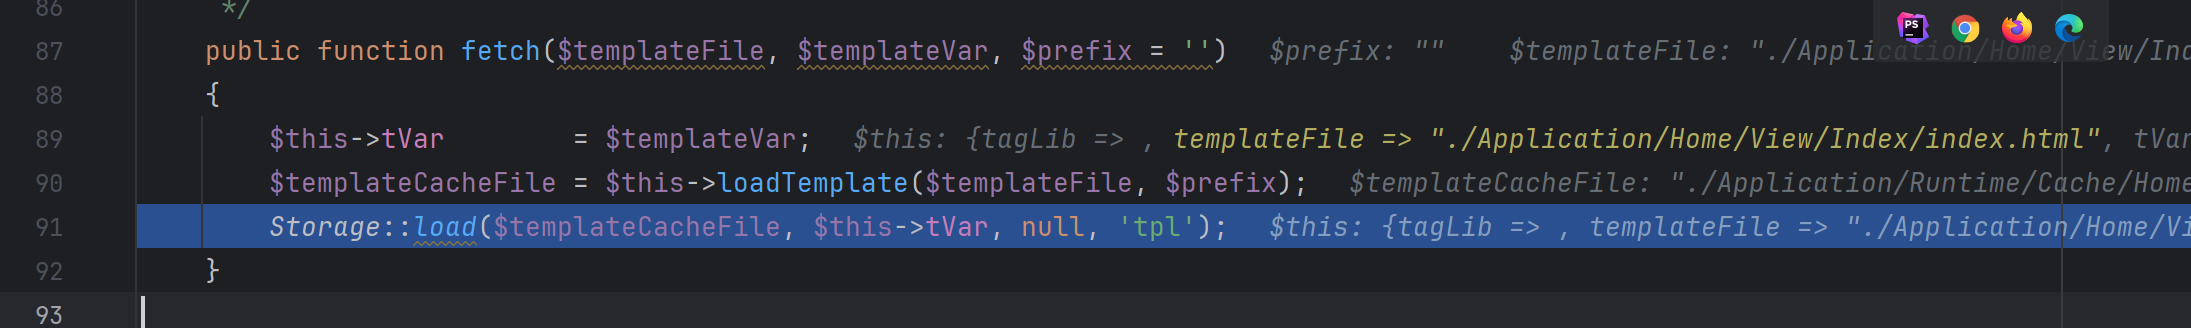 86 */
87 public function fetch($templateFile, $templateVar, $prefix = '') $prefix: "" $templateFile: "./Application/Home/View/Ind
88 {
89 $this->tVar = $templateVar; $this: {tagLib => , templateFile => "./Application/Home/View/Index/index.html", tVar
90 $templateCacheFile = $this->loadTemplate($templateFile, $prefix); $templateCacheFile: "./Application/Runtime/Cache/Home
91 Storage::load($templateCacheFile, $this->tVar, null, 'tpl'); $this: {tagLib => , templateFile => "./Application/Home/Vi
92 }
93
PS